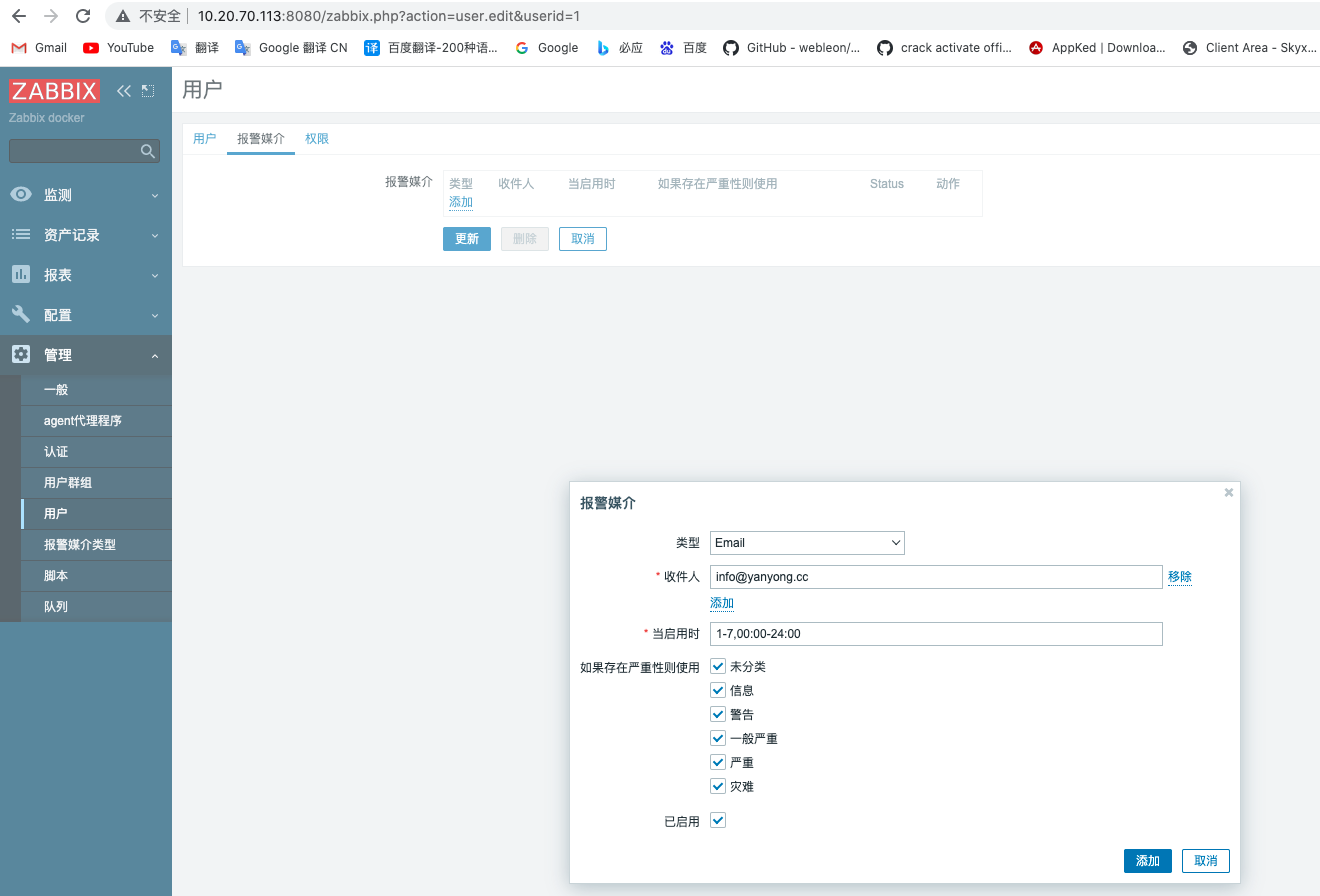 不安全 10.20.70.113:8080/zabbix.php?action=user.edit&userid=1
Gmail YouTube 翻译 Google 翻译 CN 百度翻译-200种语... Google 必应 百度 GitHub - webleon/... crack activate offi... AppKed | Downloa... Client Area - Skyx...
ZABBIX
Zabbix docker
监测
资产记录
报表
配置
管理
一般
agent代理程序
认证
用户群组
用户
报警媒介类型
脚本
队列
用户
用户 报警媒介 权限
报警媒介 类型 收件人 当启用时 如果存在严重性则使用 Status 动作
添加
更新 删除 取消
报警媒介
类型 Email
* 收件人 info@yanyong.cc 移除
添加
* 当启用时 1-7,00:00-24:00
如果存在严重性则使用 未分类
信息
警告
一般严重
严重
灾难
已启用
添加 取消